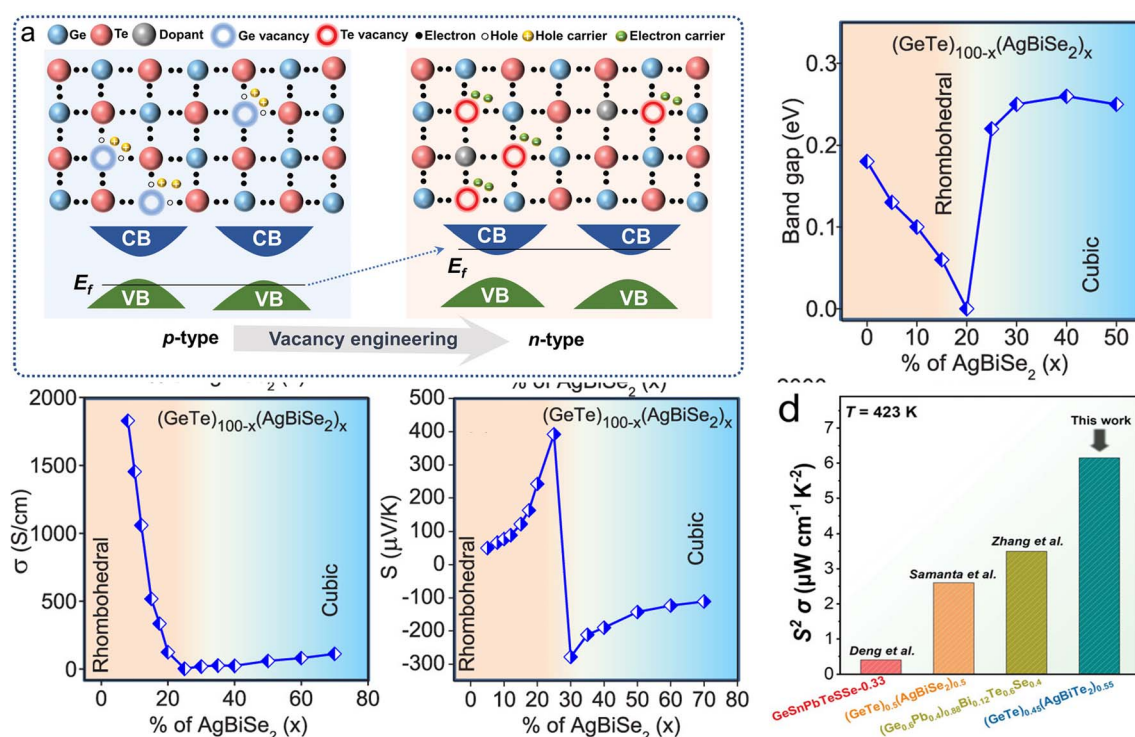 a
Ge Te Dopant Ge vacancy Te vacancy Electron Hole Hole carrier Electron carrier
CB CB
E_f
VB VB
CB CB
E_f
VB VB
p-type Vacancy engineering n-type
(GeTe)100-x(AgBiSe2)x
Rhombohedral
Cubic
Band gap (eV)
0.3
0.2
0.1
0.0
0 10 20 30 40 50
% of AgBiSe2 (x)
(GeTe)100-x(AgBiSe2)x
Rhombohedral
Cubic
σ (S/cm)
2000
1500
1000
500
0
0 20 40 60 80
% of AgBiSe2 (x)
% of AgBiSe2 (x)
(GeTe)100-x(AgBiSe2)x
Rhombohedral
Cubic
S (µV/K)
400
300
200
100
0
-100
-200
-300
0 10 20 30 40 50 60 70 80
% of AgBiSe2 (x)
d
T = 423 K
This work
Zhang et al.
Samanta et al.
Deng et al.
S² σ (µW cm⁻¹ K⁻²)
7
6
5
4
3
2
1
0
GeSnPbTeSSe-0.33
(GeTe)0.5(AgBiSe2)0.5
(Ge0.6Pb0.4)0.88Bi0.12Te0.6Se0.4
(GeTe)0.45(AgBiTe2)0.55